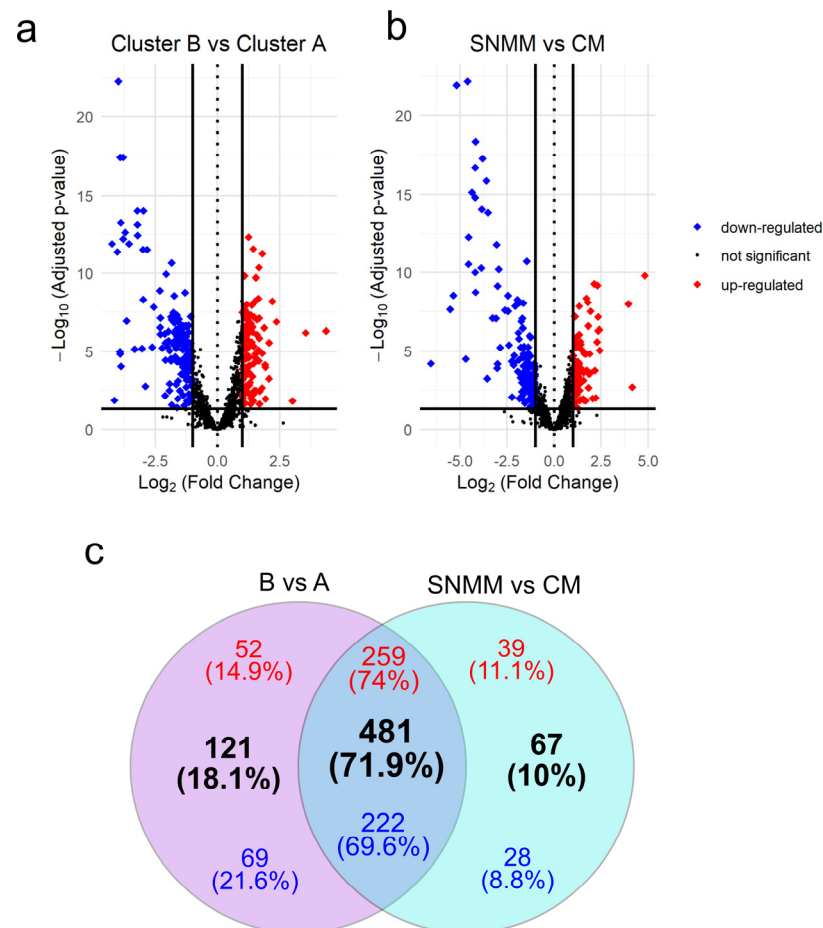 a
Cluster B vs Cluster A
20
15
10
5
0
−Log10 (Adjusted p-value)
-2.5
0.0
2.5
Log2 (Fold Change)
b
SNMM vs CM
20
15
10
5
0
−Log10 (Adjusted p-value)
-5.0
-2.5
0.0
2.5
5.0
Log2 (Fold Change)
down-regulated
not significant
up-regulated
c
B vs A
SNMM vs CM
52
(14.9%)
259
(74%)
39
(11.1%)
121
(18.1%)
481
(71.9%)
67
(10%)
69
(21.6%)
222
(69.6%)
28
(8.8%)